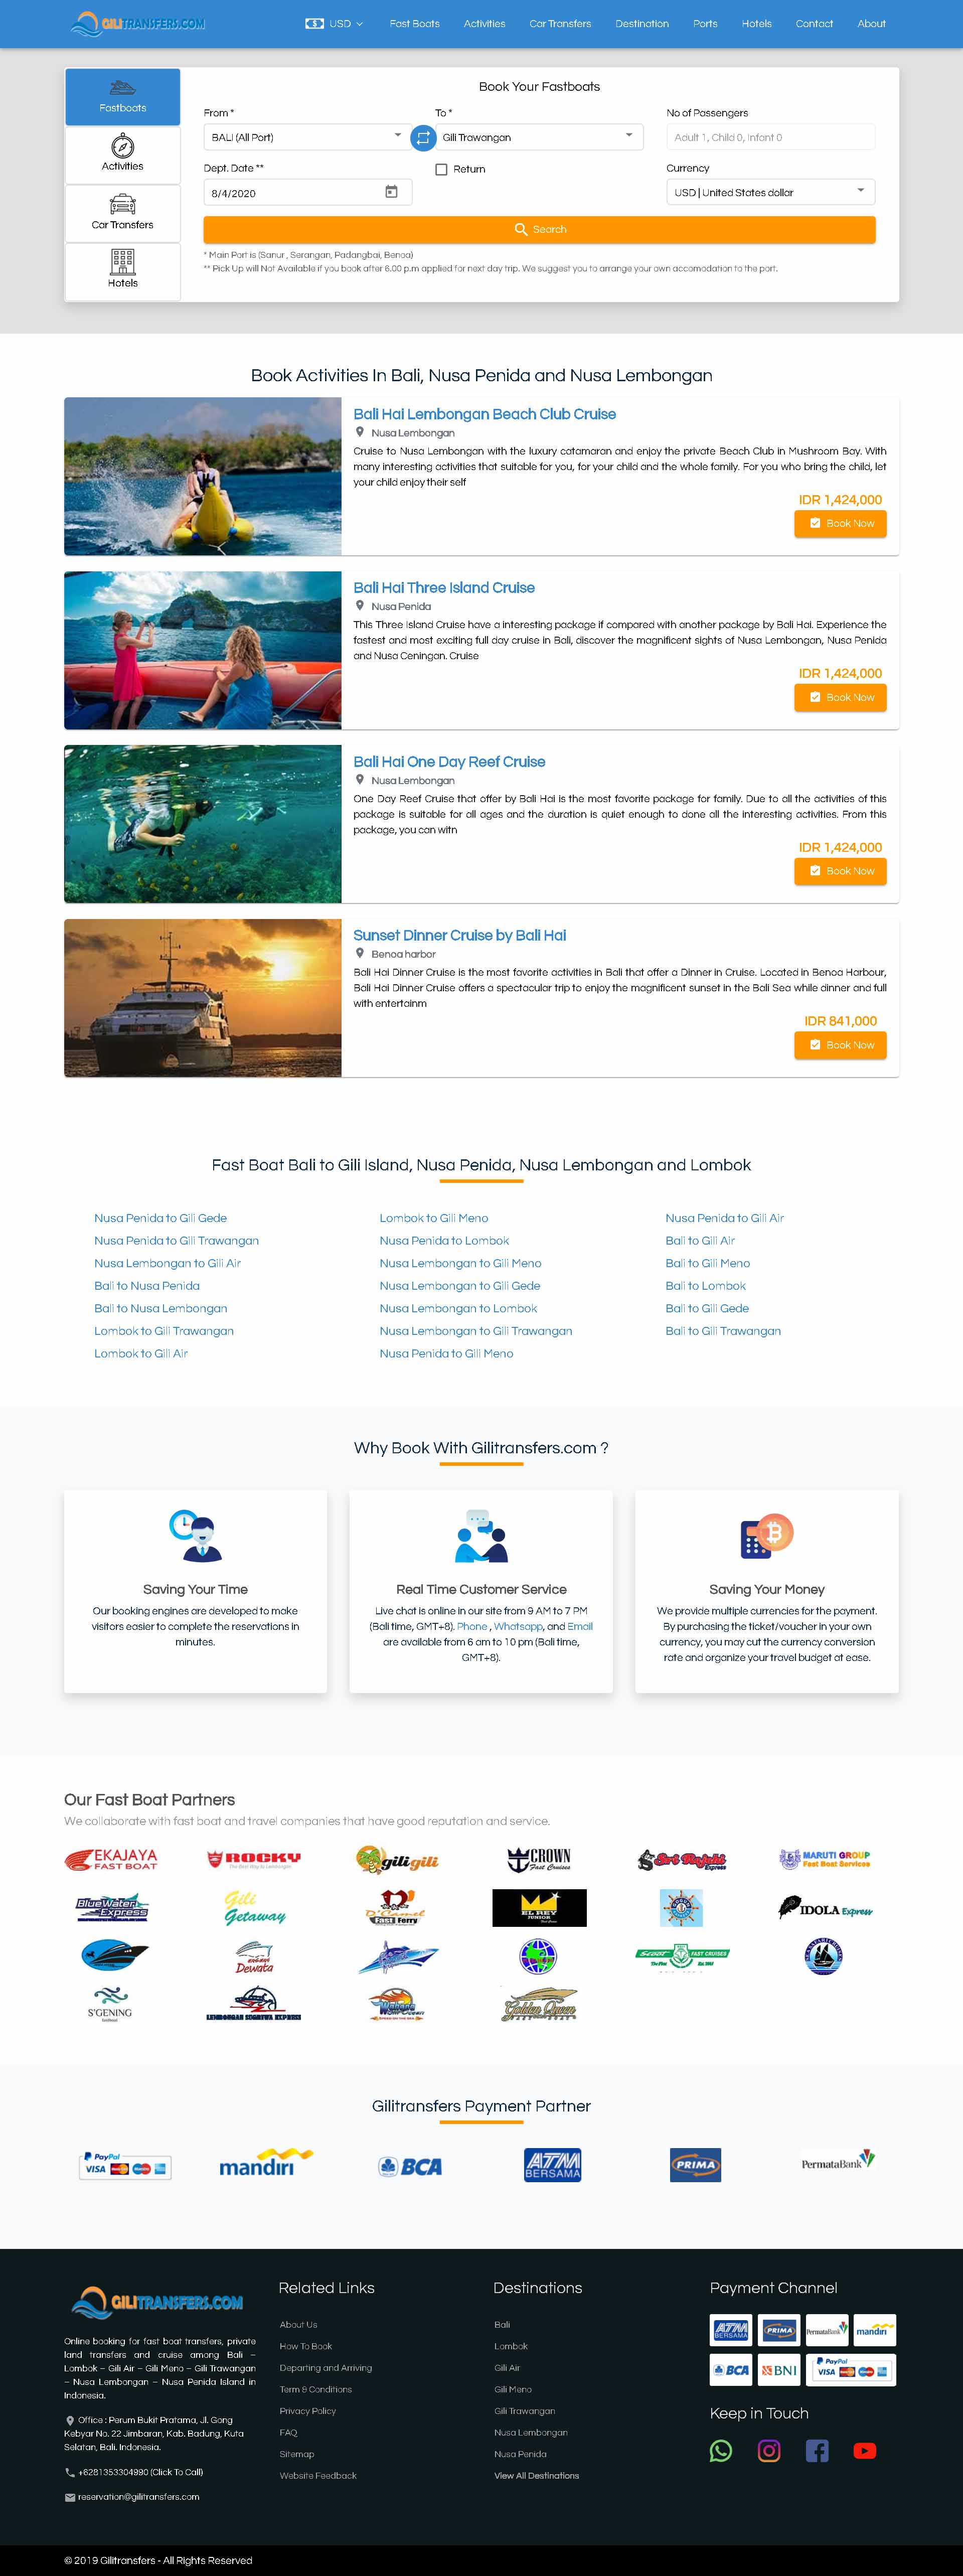 GILITRANSFERS.COM
USD
Fast Boats
Activities
Car Transfers
Destination
Ports
Hotels
Contact
About
Fastboats
Activities
Car Transfers
Hotels
Book Your Fastboats
From *
To *
No of Passengers
BALI (All Port)
Gili Trawangan
Adult 1, Child 0, Infant 0
Dept. Date **
Return
Currency
8/4/2020
USD | United States dollar
Search
* Main Port is (Sanur , Serangan, Padangbai, Benoa)
** Pick Up will Not Available if you book after 6.00 p.m applied for next day trip. We suggest you to arrange your own accomodation to the port.
Book Activities In Bali, Nusa Penida and Nusa Lembongan
Bali Hai Lembongan Beach Club Cruise
Nusa Lembongan
Cruise to Nusa Lembongan with the luxury catamaran and enjoy the private Beach Club in Mushroom Bay. With
many interesting activities that suitable for you, for your child and the whole family. For you who bring the child, let
your child enjoy their self
IDR 1,424,000
Book Now
Bali Hai Three Island Cruise
Nusa Penida
This Three Island Cruise have a interesting package if compared with another package by Bali Hai. Experience the
fastest and most exciting full day cruise in Bali, discover the magnificent sights of Nusa Lembongan, Nusa Penida
and Nusa Ceningan. Cruise
IDR 1,424,000
Book Now
Bali Hai One Day Reef Cruise
Nusa Lembongan
One Day Reef Cruise that offer by Bali Hai is the most favorite package for family. Due to all the activities of this
package is suitable for all ages and the duration is quiet enough to done all the interesting activities. From this
package, you can witn
IDR 1,424,000
Book Now
Sunset Dinner Cruise by Bali Hai
Benoa harbor
Bali Hai Dinner Cruise is the most favorite activities in Bali that offer a Dinner in Cruise. Located in Benoa Harbour,
Bali Hai Dinner Cruise offers a spectacular trip to enjoy the magnificent sunset in the Bali Sea while dinner and full
with entertainm
IDR 841,000
Book Now
Fast Boat Bali to Gili Island, Nusa Penida, Nusa Lembongan and Lombok
Nusa Penida to Gili Gede
Nusa Penida to Gili Trawangan
Nusa Lembongan to Gili Air
Bali to Nusa Penida
Bali to Nusa Lembongan
Lombok to Gili Trawangan
Lombok to Gili Air
Lombok to Gili Meno
Nusa Penida to Lombok
Nusa Lembongan to Gili Meno
Nusa Lembongan to Gili Gede
Nusa Lembongan to Lombok
Nusa Lembongan to Gili Trawangan
Nusa Penida to Gili Meno
Nusa Penida to Gili Air
Bali to Gili Air
Bali to Gili Meno
Bali to Lombok
Bali to Gili Gede
Bali to Gili Trawangan
Why Book With Gilitransfers.com ?
Saving Your Time
Our booking engines are developed to make
visitors easier to complete the reservations in
minutes.
Real Time Customer Service
Live chat is online in our site from 9 AM to 7 PM
(Bali time, GMT+8). Phone , Whatsapp, and Email
are available from 6 am to 10 pm (Bali time,
GMT+8).
Saving Your Money
We provide multiple currencies for the payment.
By purchasing the ticket/voucher in your own
currency, you may cut the currency conversion
rate and organize your travel budget at ease.
Our Fast Boat Partners
We collaborate with fast boat and travel companies that have good reputation and service.
EKAJAYA
FAST BOAT
ROCKY
gili gili
CROWN
Fast Cruises
Sri Rejeki
Express
MARUTI GROUP
Fast Boat Services
BlueWater
Express
Gili
Getaway
D'Camel
Fast Ferry
EL REY
JUNIOR
IDOLA Express
Dewata
Scoot FAST CRUISES
S'GENING
LEMBONGAN SUGRIWA EXPRESS
Wahana
Golden Queen
Gilitransfers Payment Partner
PayPal
VISA
mandiri
BCA
ATM
BERSAMA
PRIMA
PermataBank
GILITRANSFERS.COM
Online booking for fast boat transfers, private
land transfers and cruise among Bali –
Lombok – Gili Air – Gili Meno – Gili Trawangan
– Nusa Lembongan – Nusa Penida Island in
Indonesia.
Office : Perum Bukit Pratama, Jl. Gong
Kebyar No. 22 Jimbaran, Kab. Badung, Kuta
Selatan, Bali. Indonesia.
+6281353304990 (Click To Call)
reservation@gilitransfers.com
Related Links
About Us
How To Book
Departing and Arriving
Term & Conditions
Privacy Policy
FAQ
Sitemap
Website Feedback
Destinations
Bali
Lombok
Gili Air
Gili Meno
Gili Trawangan
Nusa Lembongan
Nusa Penida
View All Destinations
Payment Channel
ATM
BERSAMA
PRIMA
PermataBank
mandiri
BCA
BNI
PayPal
VISA
Keep in Touch
© 2019 Gilitransfers - All Rights Reserved